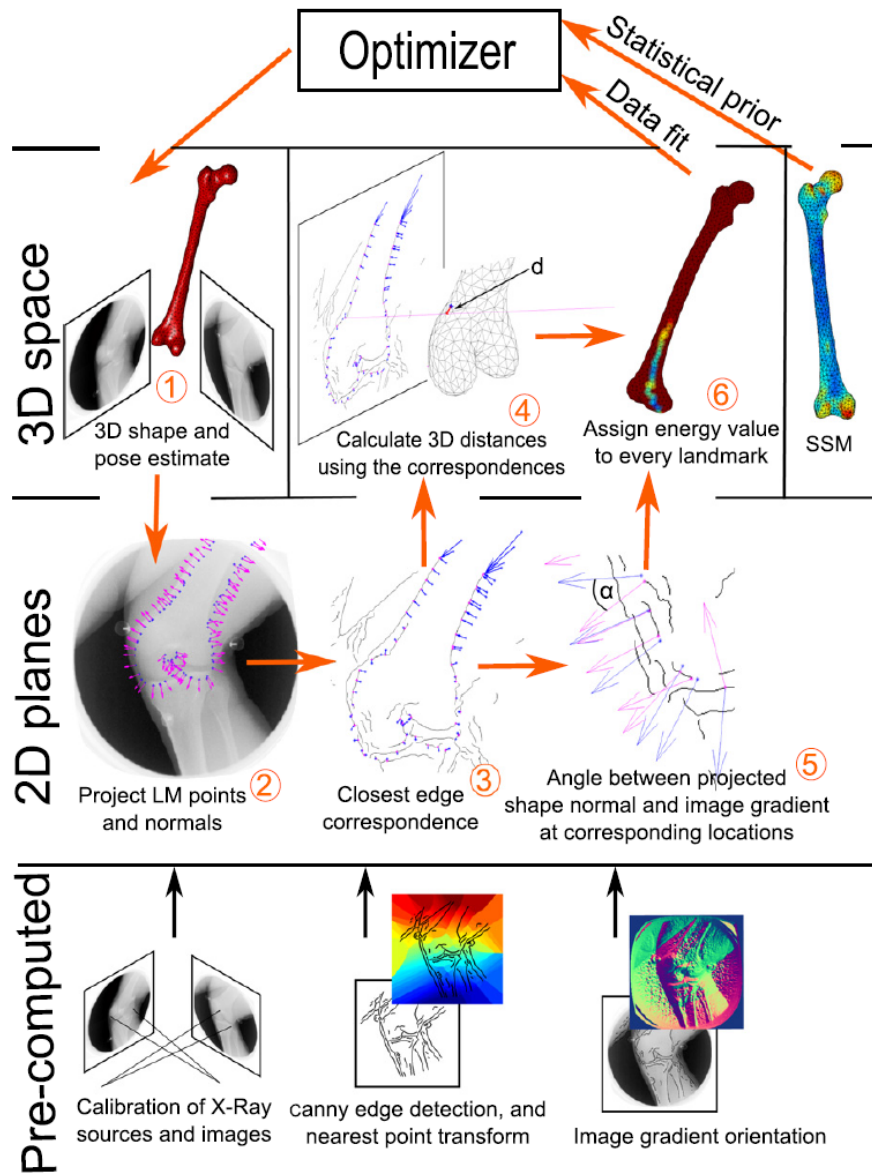 Optimizer
Statistical prior
Data fit
3D space
d
①
④
⑥
3D shape and
pose estimate
Calculate 3D distances
using the correspondences
Assign energy value
to every landmark
SSM
2D planes
α
②
③
⑤
Project LM points
and normals
Closest edge
correspondence
Angle between projected
shape normal and image gradient
at corresponding locations
Pre-computed
Calibration of X-Ray
sources and images
canny edge detection, and
nearest point transform
Image gradient orientation